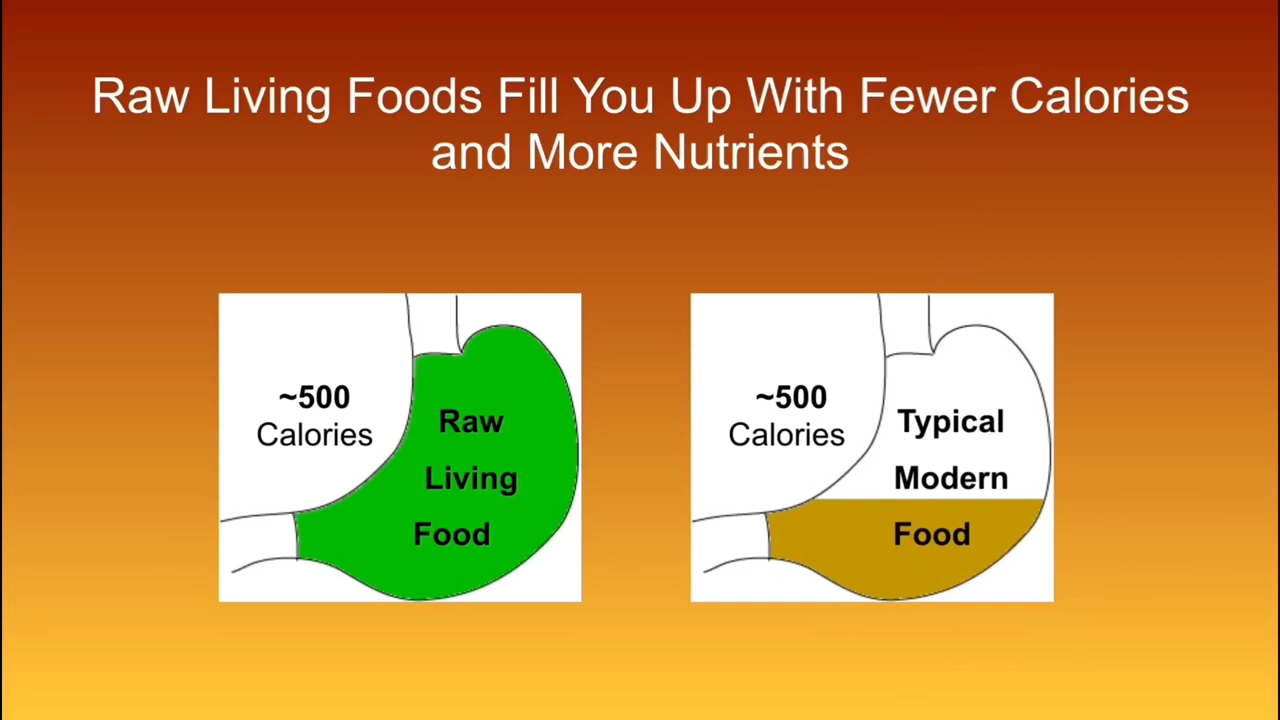 Raw Living Foods Fill You Up With Fewer Calories
and More Nutrients
~500
Calories
Raw
Living
Food
~500
Calories
Typical
Modern
Food